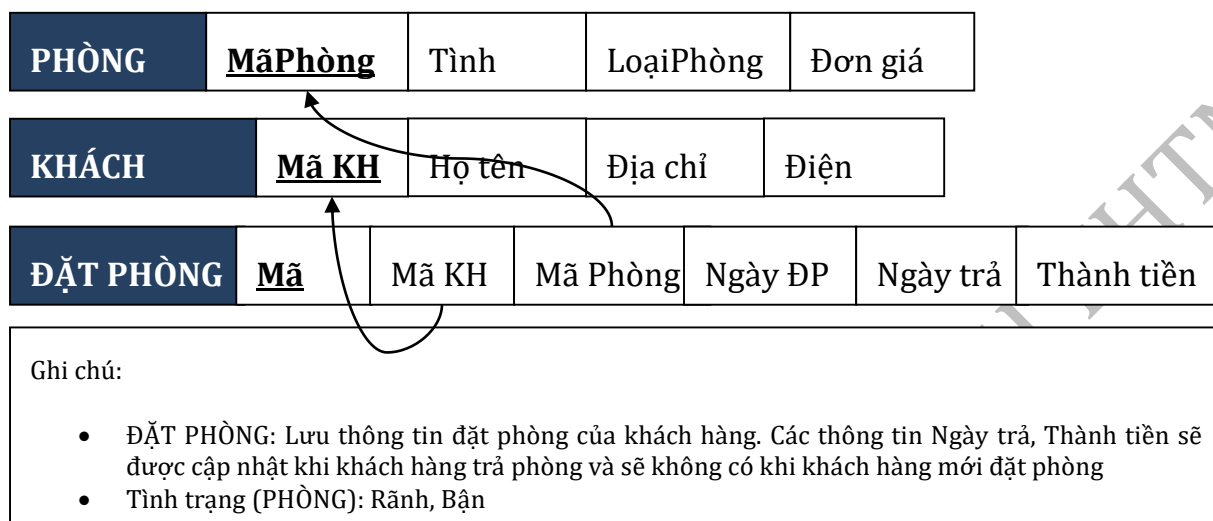 PHÒNG MãPhòng Tình LoạiPhòng Đơn giá
KHÁCH Mã KH Họ tên Địa chỉ Điện
ĐẶT PHÒNG Mã Mã KH Mã Phòng Ngày ĐP Ngày trả Thành tiền
Ghi chú:
• ĐẶT PHÒNG: Lưu thông tin đặt phòng của khách hàng. Các thông tin Ngày trả, Thành tiền sẽ
được cập nhật khi khách hàng trả phòng và sẽ không có khi khách hàng mới đặt phòng
• Tình trạng (PHÒNG): Rãnh, Bận